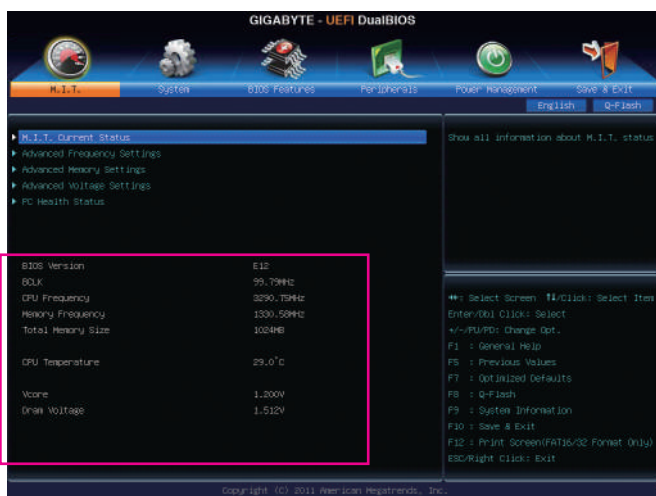 GIGABYTE - UEFI DualBIOS
M.I.T.
System
BIOS Features
Peripherals
Power Management
Save & Exit
English
Q-Flash
M.I.T. Current Status
Advanced Frequency Settings
Advanced Memory Settings
Advanced Voltage Settings
PC Health Status
Show all information about M.I.T. status
BIOS Version E12
BCLK 99.79MHz
CPU Frequency 3290.75MHz
Memory Frequency 1330.58MHz
Total Memory Size 1024MB
CPU Temperature 29.0°C
Vcore 1.200V
Dram Voltage 1.512V
↔: Select Screen ↑↓/Click: Select Item
Enter/Dbl Click: Select
+/-/PU/PD: Change Opt.
F1 : General Help
F5 : Previous Values
F7 : Optimized Defaults
F8 : Q-Flash
F9 : System Information
F10 : Save & Exit
F12 : Print Screen(FAT16/32 Format Only)
ESC/Right Click: Exit
Copyright (C) 2011 American Megatrends, Inc.